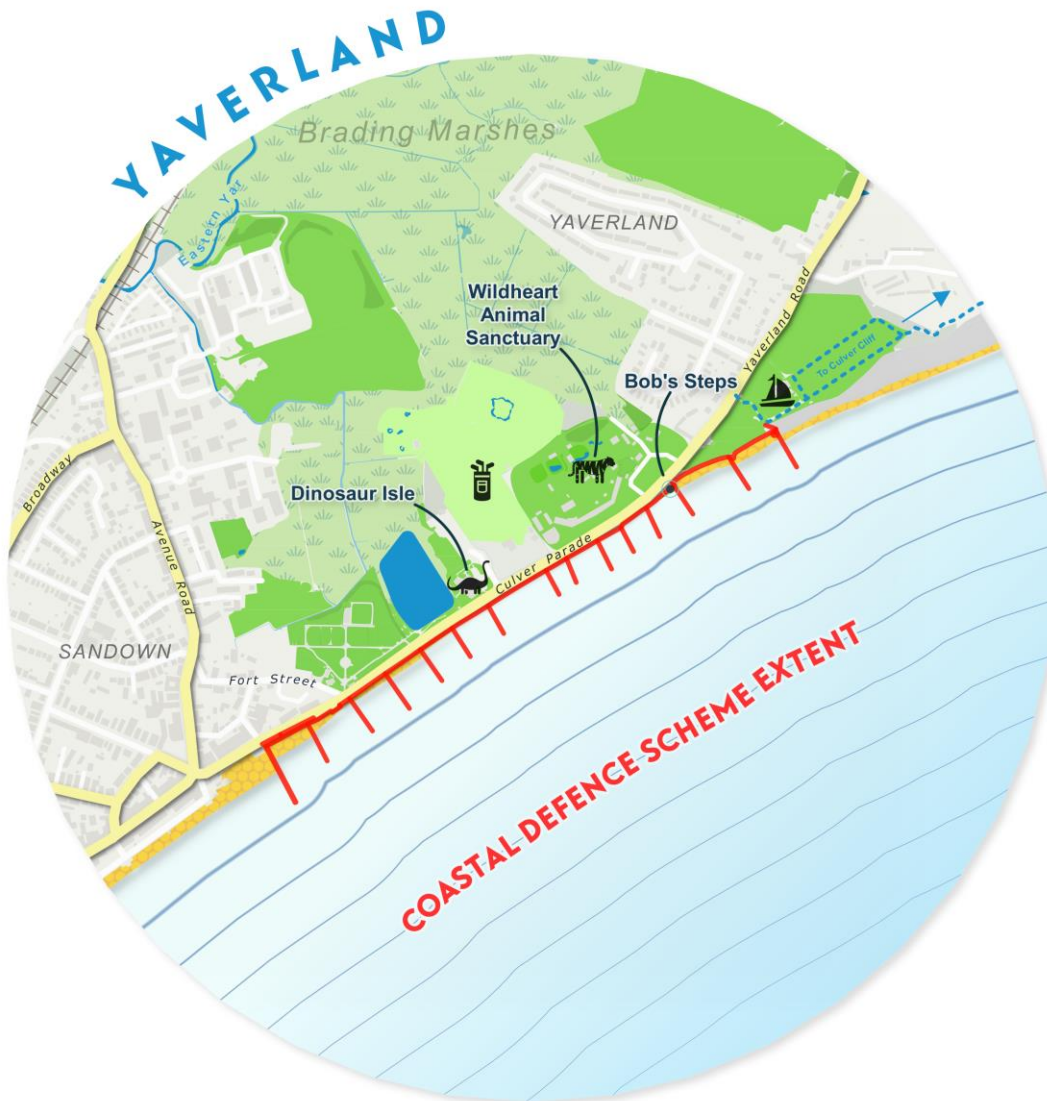 YAVERLAND
Brading Marshes
Eastern Yar
YAVERLAND
Wildheart
Animal
Sanctuary
Yaverland Road
To Culver Cliff
Bob's Steps
Broadway
Dinosaur Isle
Culver Parade
Avenue Road
SANDOWN
Fort Street
COASTAL DEFENCE SCHEME EXTENT